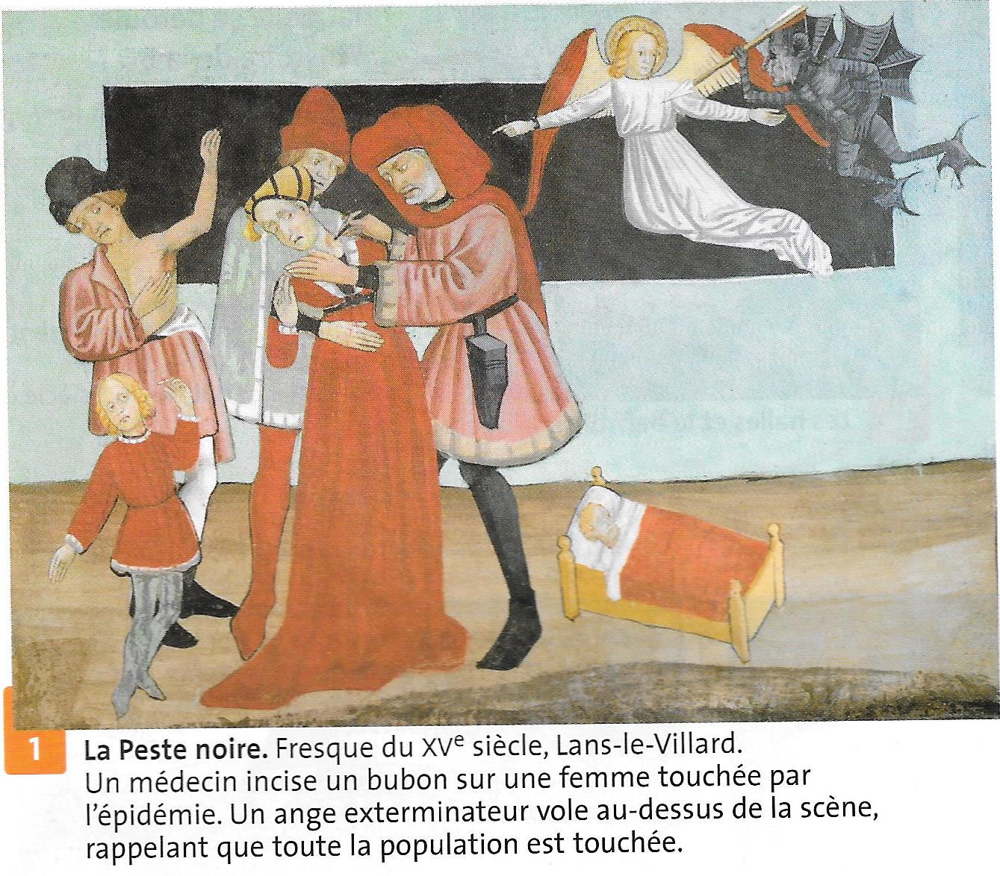 1
La Peste noire. Fresque du XVe siècle, Lans-le-Villard.
Un médecin incise un bubon sur une femme touchée par
l'épidémie. Un ange exterminateur vole au-dessus de la scène,
rappelant que toute la population est touchée.